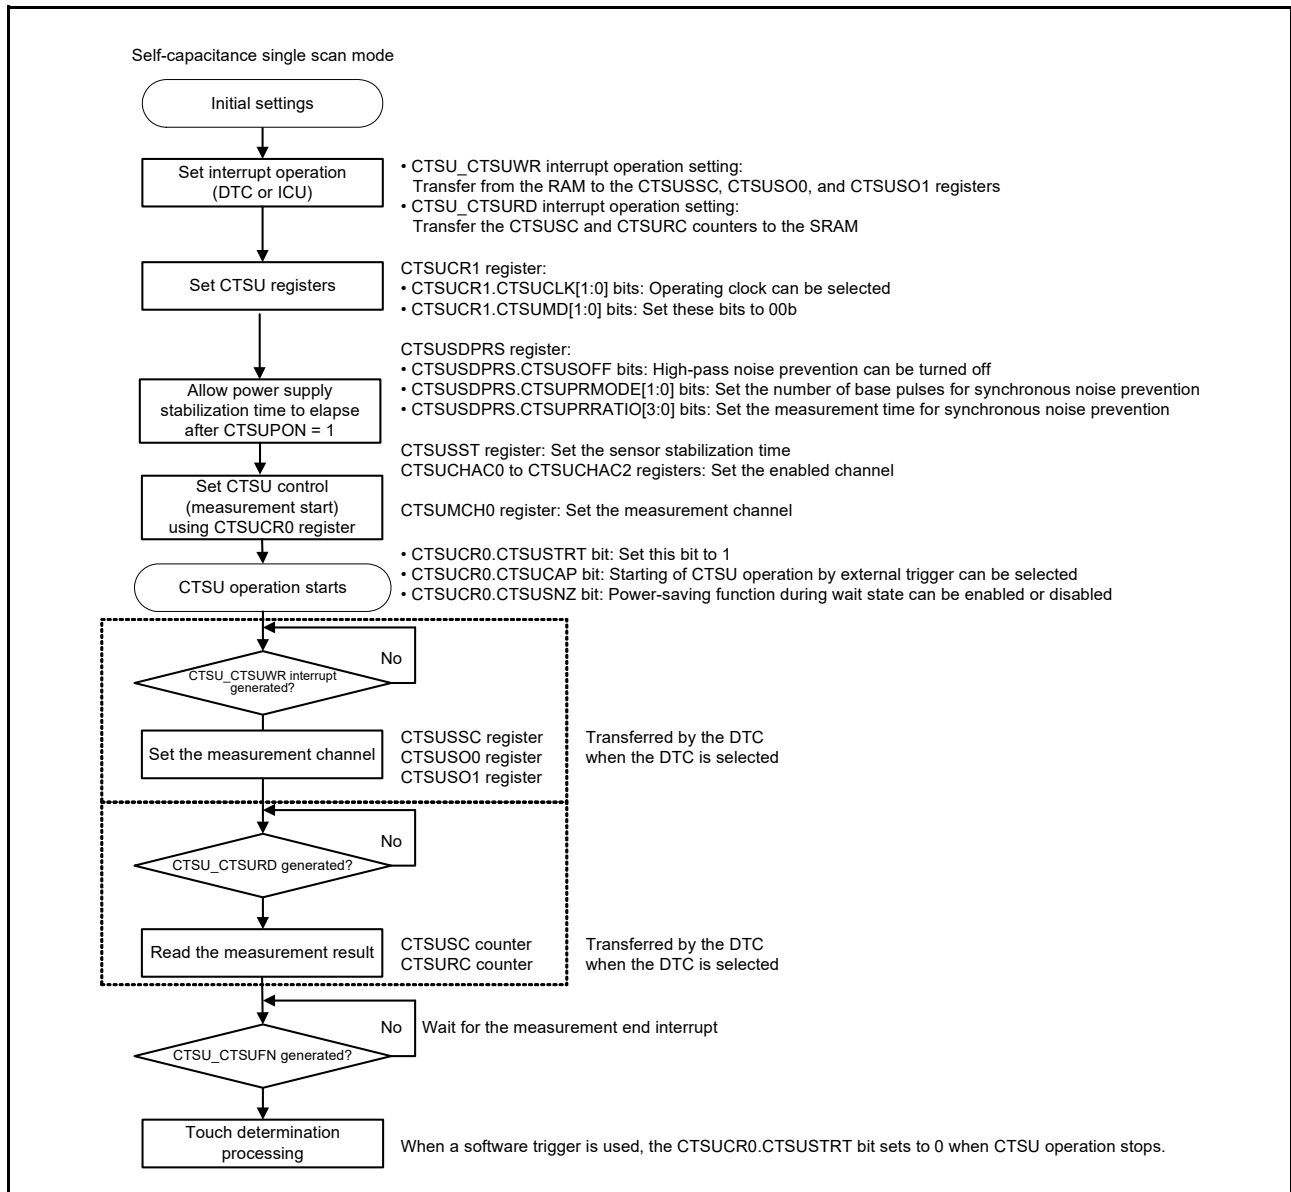 Self-capacitance single scan mode
Initial settings
Set interrupt operation
(DTC or ICU)
• CTSU_CTSUWR interrupt operation setting:
Transfer from the RAM to the CTSUSSC, CTSUSO0, and CTSUSO1 registers
• CTSU_CTSURD interrupt operation setting:
Transfer the CTSUSC and CTSURC counters to the SRAM
Set CTSU registers
CTSUCR1 register:
• CTSUCR1.CTSUCLK[1:0] bits: Operating clock can be selected
• CTSUCR1.CTSUMD[1:0] bits: Set these bits to 00b
CTSUSDPRS register:
• CTSUSDPRS.CTSUSOFF bits: High-pass noise prevention can be turned off
• CTSUSDPRS.CTSUPRMODE[1:0] bits: Set the number of base pulses for synchronous noise prevention
• CTSUSDPRS.CTSUPRRATIO[3:0] bits: Set the measurement time for synchronous noise prevention
Allow power supply
stabilization time to elapse
after CTSUPON = 1
CTSUSST register: Set the sensor stabilization time
CTSUCHAC0 to CTSUCHAC2 registers: Set the enabled channel
Set CTSU control
(measurement start)
using CTSUCR0 register
CTSUMCH0 register: Set the measurement channel
• CTSUCR0.CTSUSTRT bit: Set this bit to 1
• CTSUCR0.CTSUCAP bit: Starting of CTSU operation by external trigger can be selected
• CTSUCR0.CTSUSNZ bit: Power-saving function during wait state can be enabled or disabled
CTSU operation starts
No
CTSU_CTSUWR interrupt
generated?
Set the measurement channel
CTSUSSC register
CTSUSO0 register
CTSUSO1 register
Transferred by the DTC
when the DTC is selected
No
CTSU_CTSURD generated?
Read the measurement result
CTSUSC counter
CTSURC counter
Transferred by the DTC
when the DTC is selected
No
Wait for the measurement end interrupt
CTSU_CTSUFN generated?
Touch determination
processing
When a software trigger is used, the CTSUCR0.CTSUSTRT bit sets to 0 when CTSU operation stops.